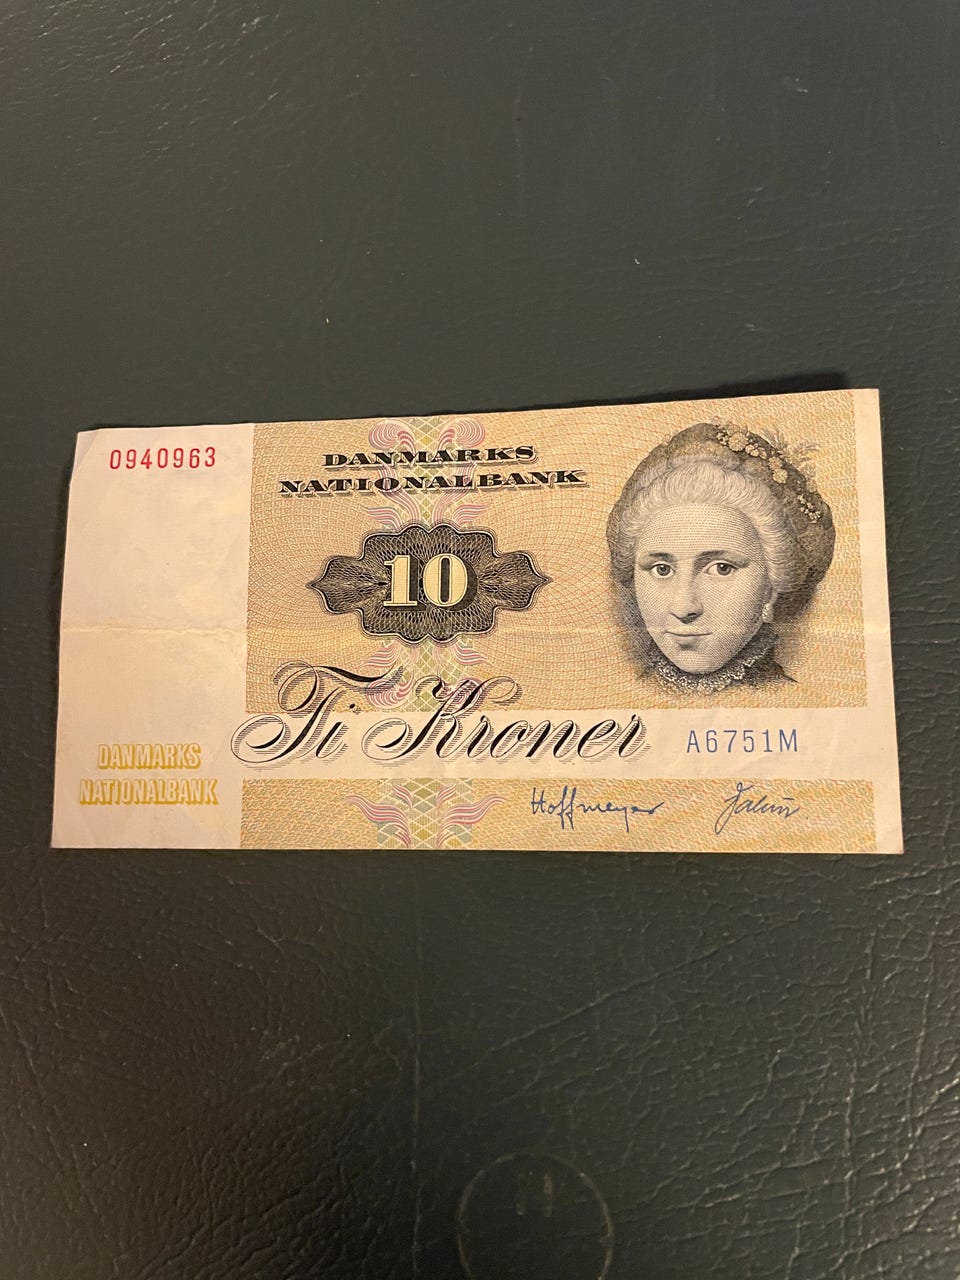 0940963
DANMARKS
NATIONALBANK
10
Ti Kroner
A6751M
DANMARKS
NATIONALBANK
Hoffmeyer